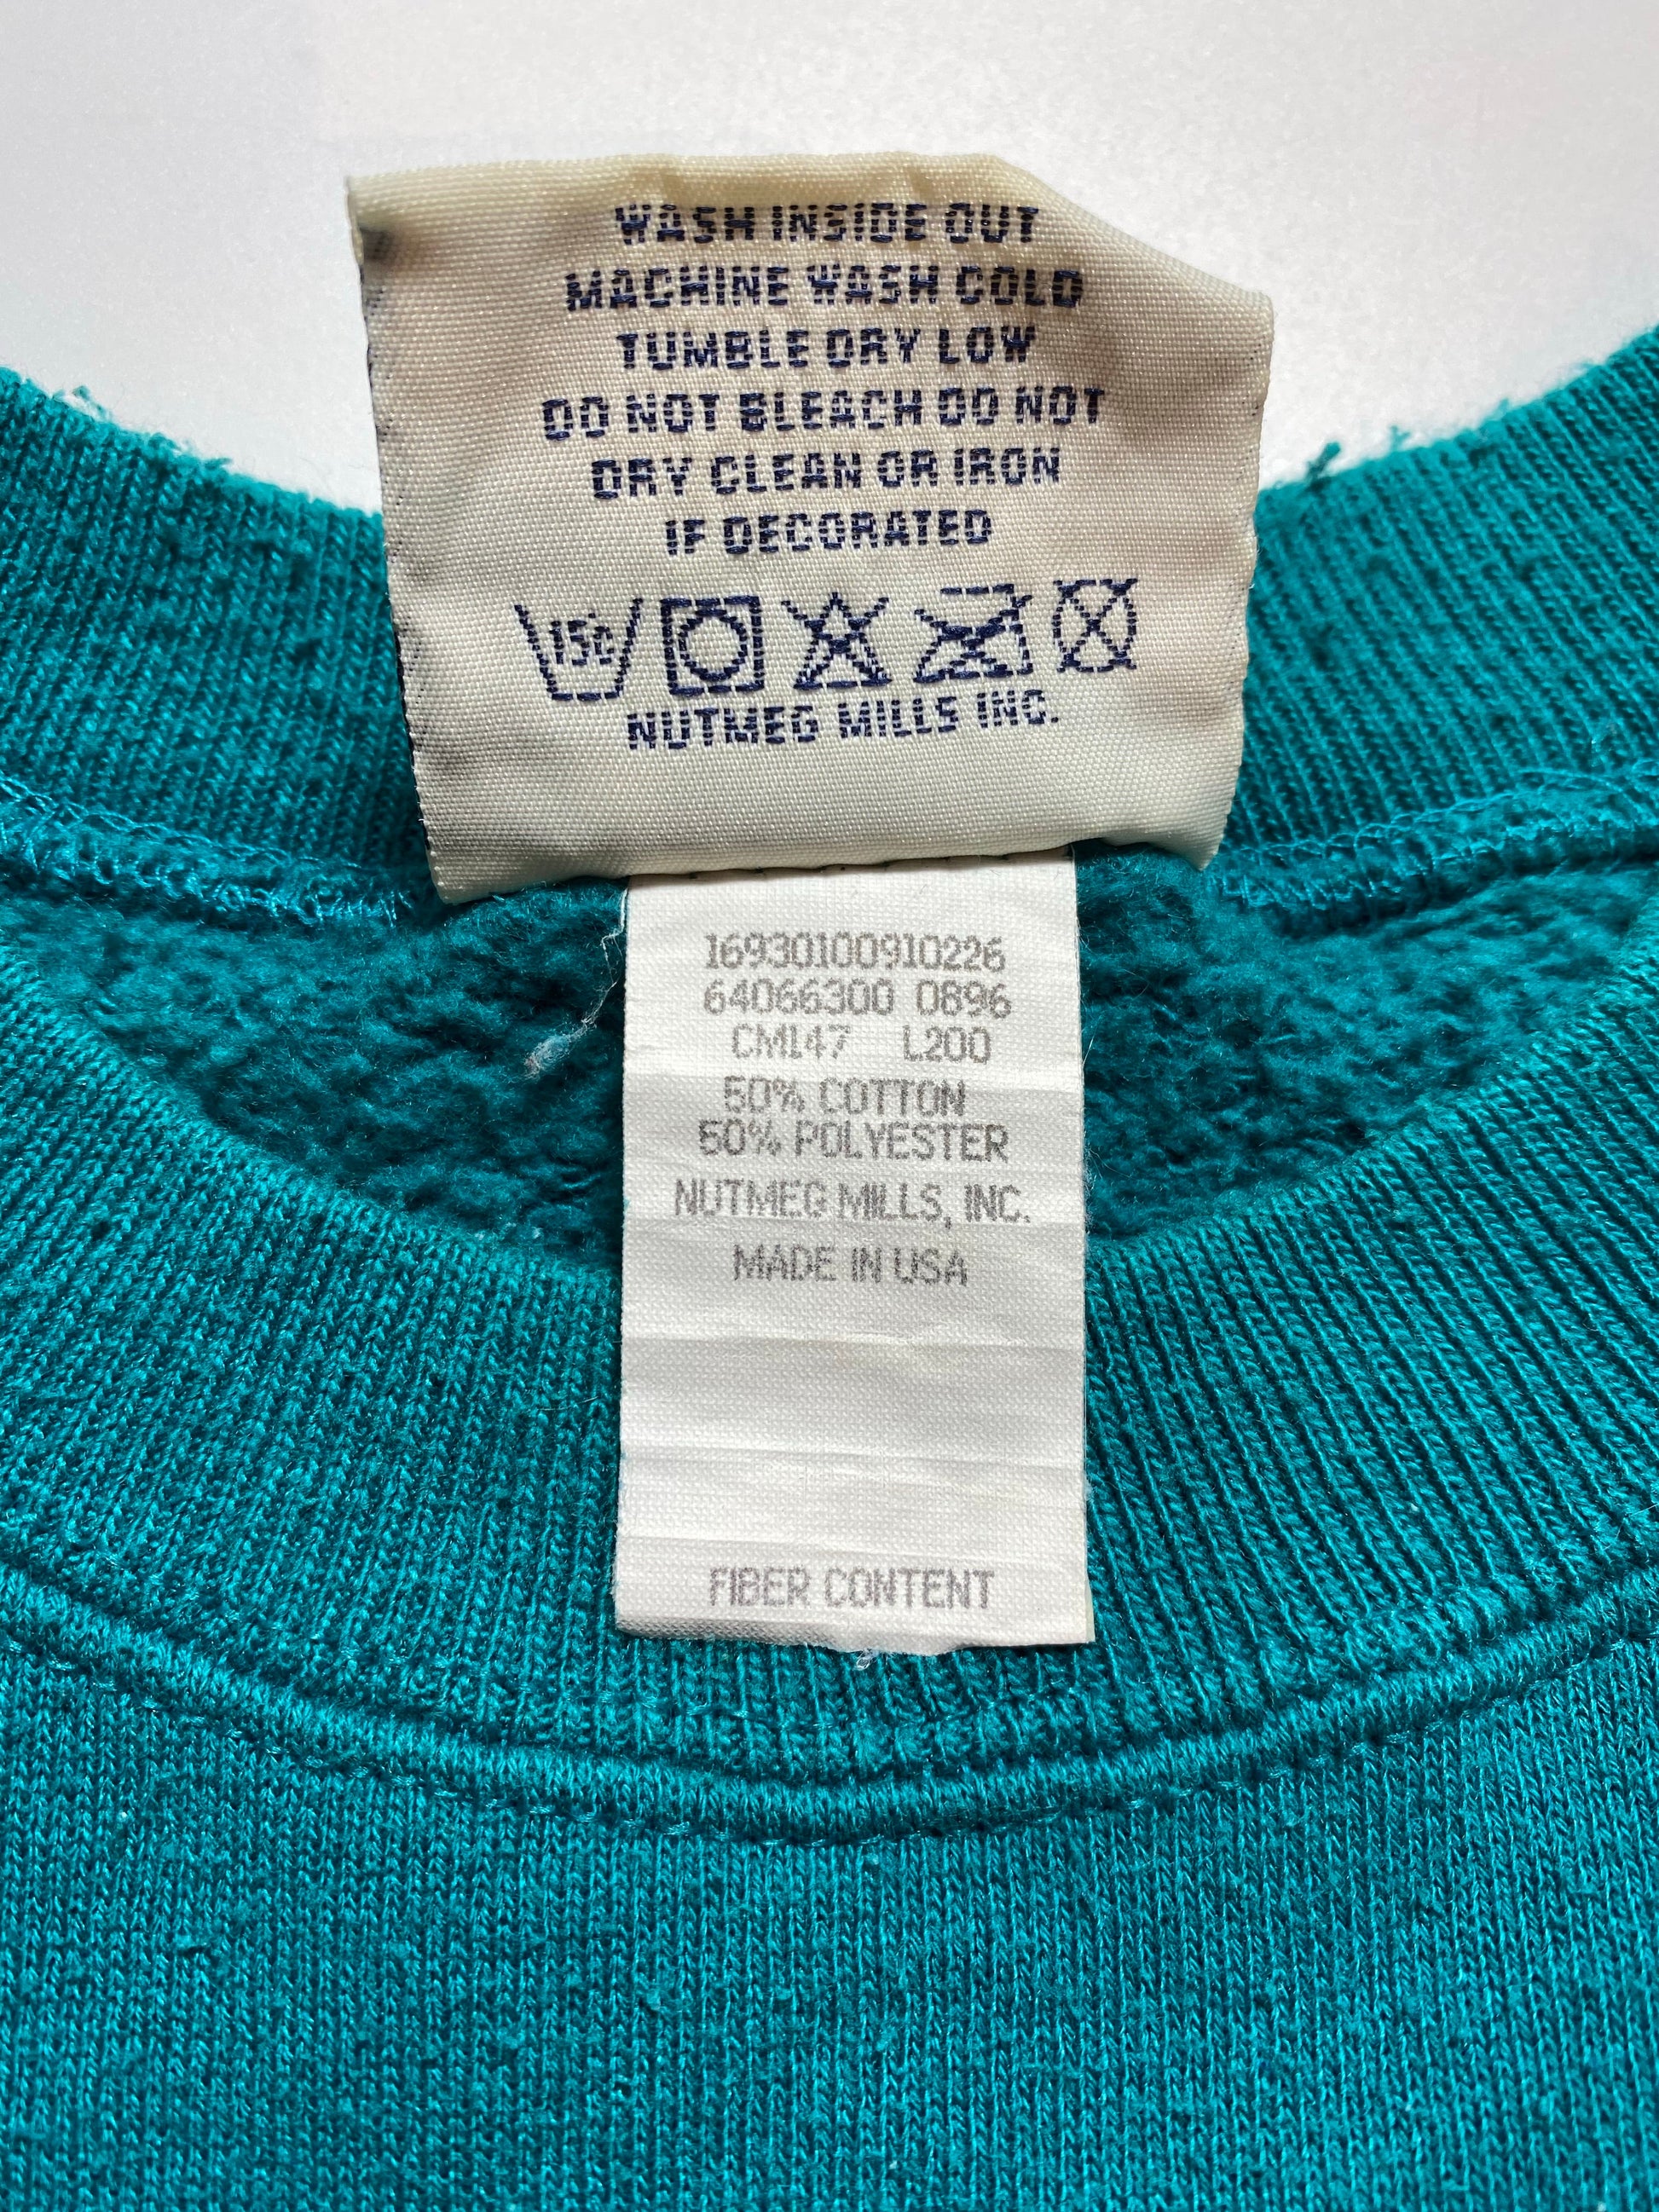 WASH INSIDE OUT
MACHINE WASH COLD
TUMBLE DRY LOW
DO NOT BLEACH DO NOT
DRY CLEAN OR IRON
IF DECORATED
15c
NUTMEG MILLS INC.
16930100910226
64066300 0896
CM147 L200
50% COTTON
50% POLYESTER
NUTMEG MILLS, INC.
MADE IN USA
FIBER CONTENT